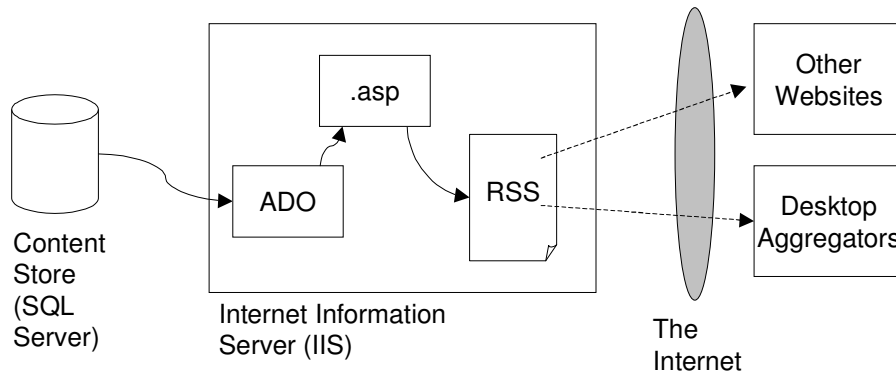 Content
Store
(SQL
Server)
ADO
.asp
RSS
Internet Information
Server (IIS)
The
Internet
Other
Websites
Desktop
Aggregators